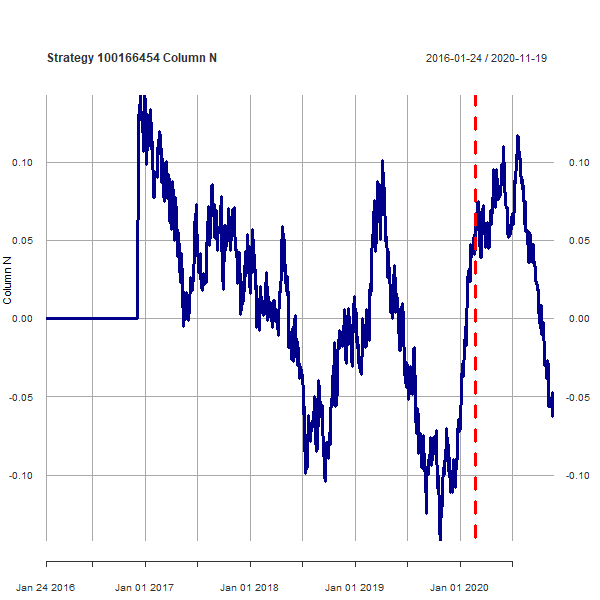 Strategy 100166454 Column N
2016-01-24 / 2020-11-19
0.10 0.10
0.05 0.05
Column N
0.00 0.00
-0.05 -0.05
-0.10 -0.10
Jan 24 2016 Jan 01 2017 Jan 01 2018 Jan 01 2019 Jan 01 2020